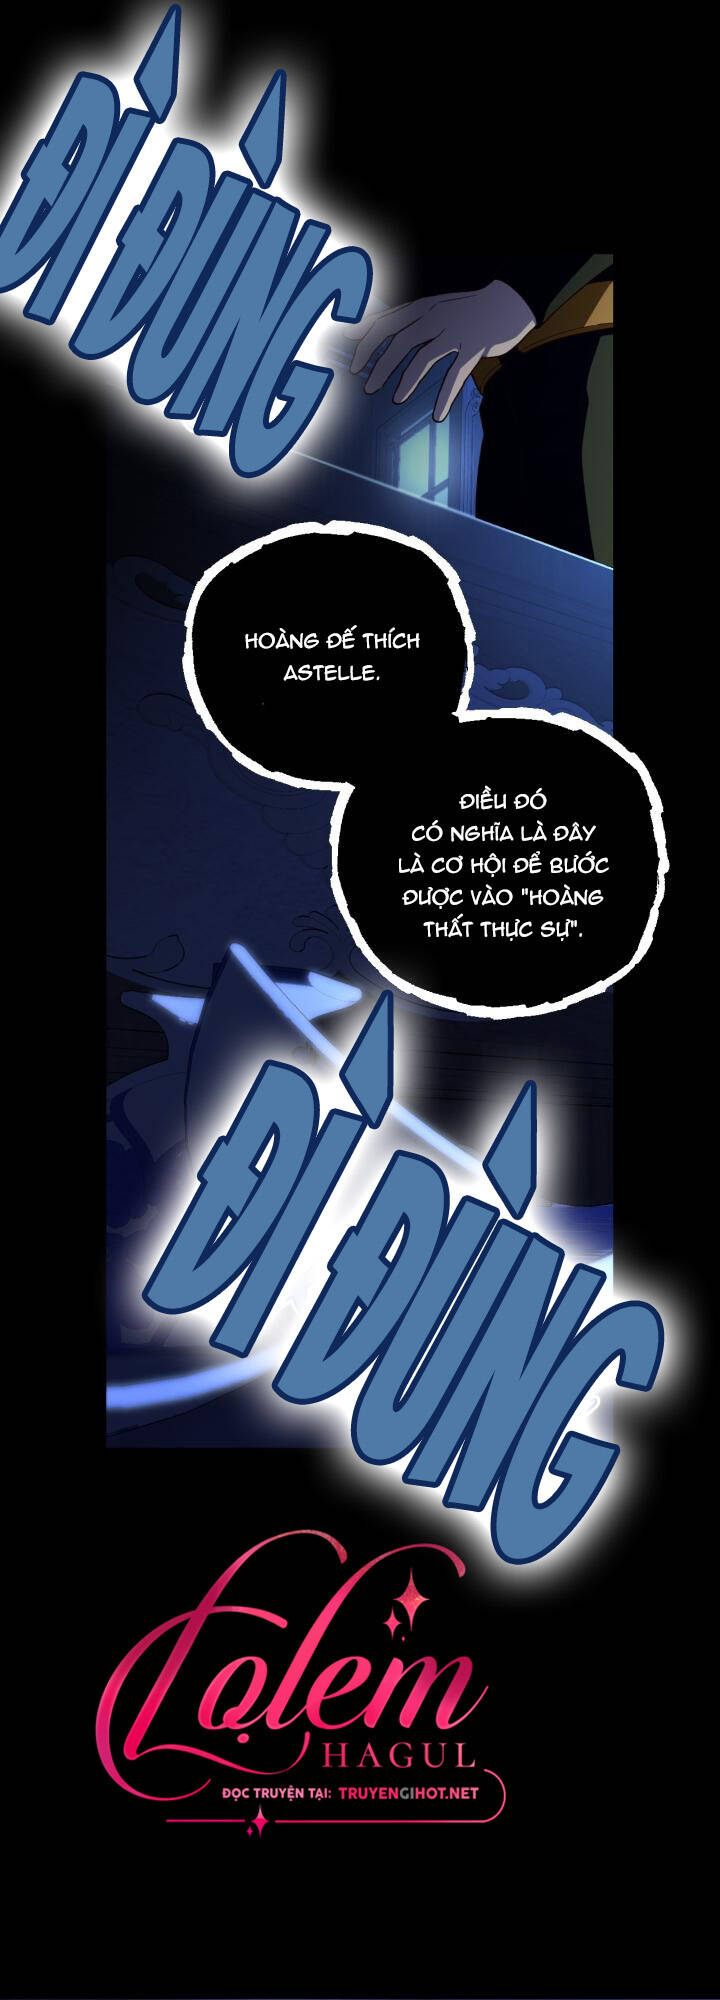 ĐÌ ĐÙNG
HOÀNG ĐẾ THÍCH
ASTELLE.
ĐIỀU ĐÓ
CÓ NGHĨA LÀ ĐÂY
LÀ CƠ HỘI ĐỂ BƯỚC
ĐƯỢC VÀO "HOÀNG
THẤT THỰC SỰ".
ĐÌ ĐÙNG
Lọlem
HAGUL
ĐỌC TRUYỆN TẠI: TRUYENGIHOT.NET